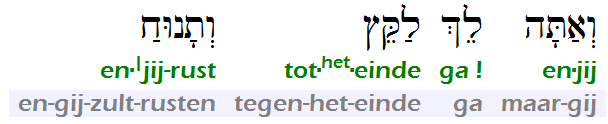 וְאַתָּה לֵךְ לַקֵּץ וְתָנוּחַ
en·|jij-rust tot·het·einde ga ! en·jij
en-gij-zult-rusten tegen-het-einde ga maar-gij